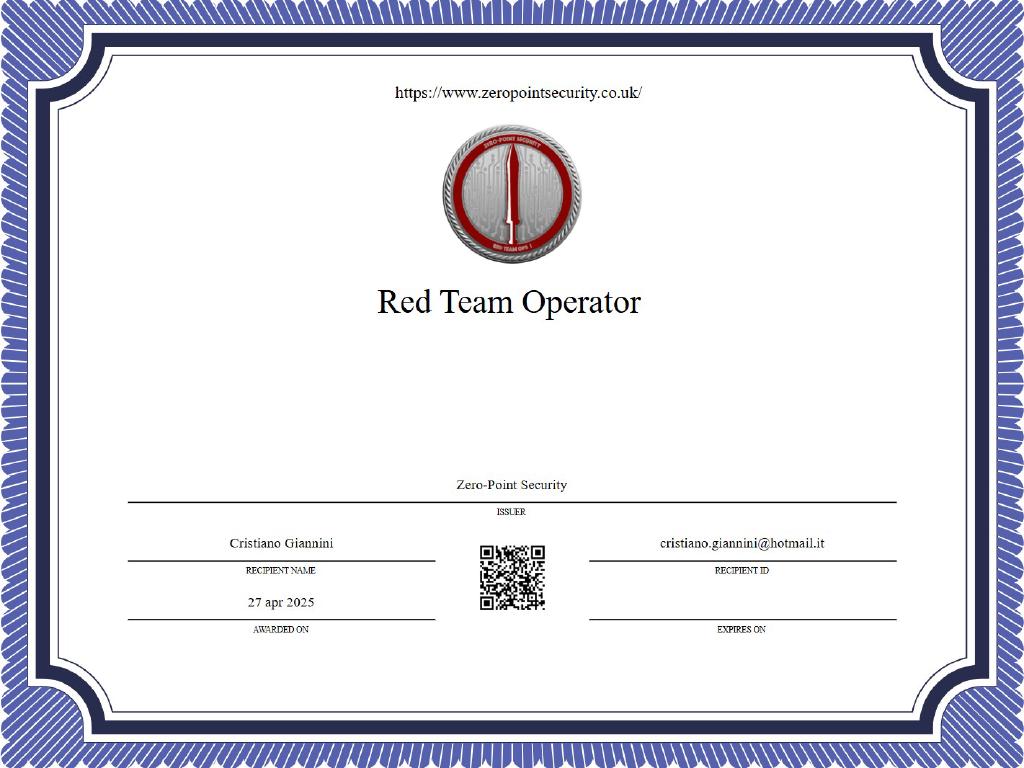 https://www.zeropointsecurity.co.uk/
ZERO-POINT SECURITY
RED TEAM OPS I
Red Team Operator
Zero-Point Security
ISSUER
Cristiano Giannini
cristiano.giannini@hotmail.it
RECIPIENT NAME
RECIPIENT ID
27 apr 2025
AWARDED ON
EXPIRES ON